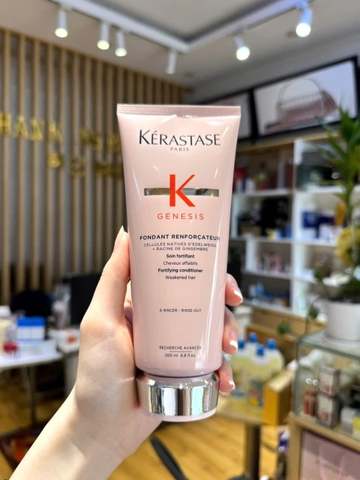 KÉRASTASE
PARIS
K
GENESIS
FONDANT RENFORÇATEUR
CELLULES NATIVES D'EDELWEISS
+ RACINE DE GINGEMBRE
Soin fortifiant
Cheveux affaiblis
Fortifying conditioner
Weakened hair
À RINCER - RINSE-OUT
RECHERCHE AVANCÉE
200 ml 6.8 fl.oz